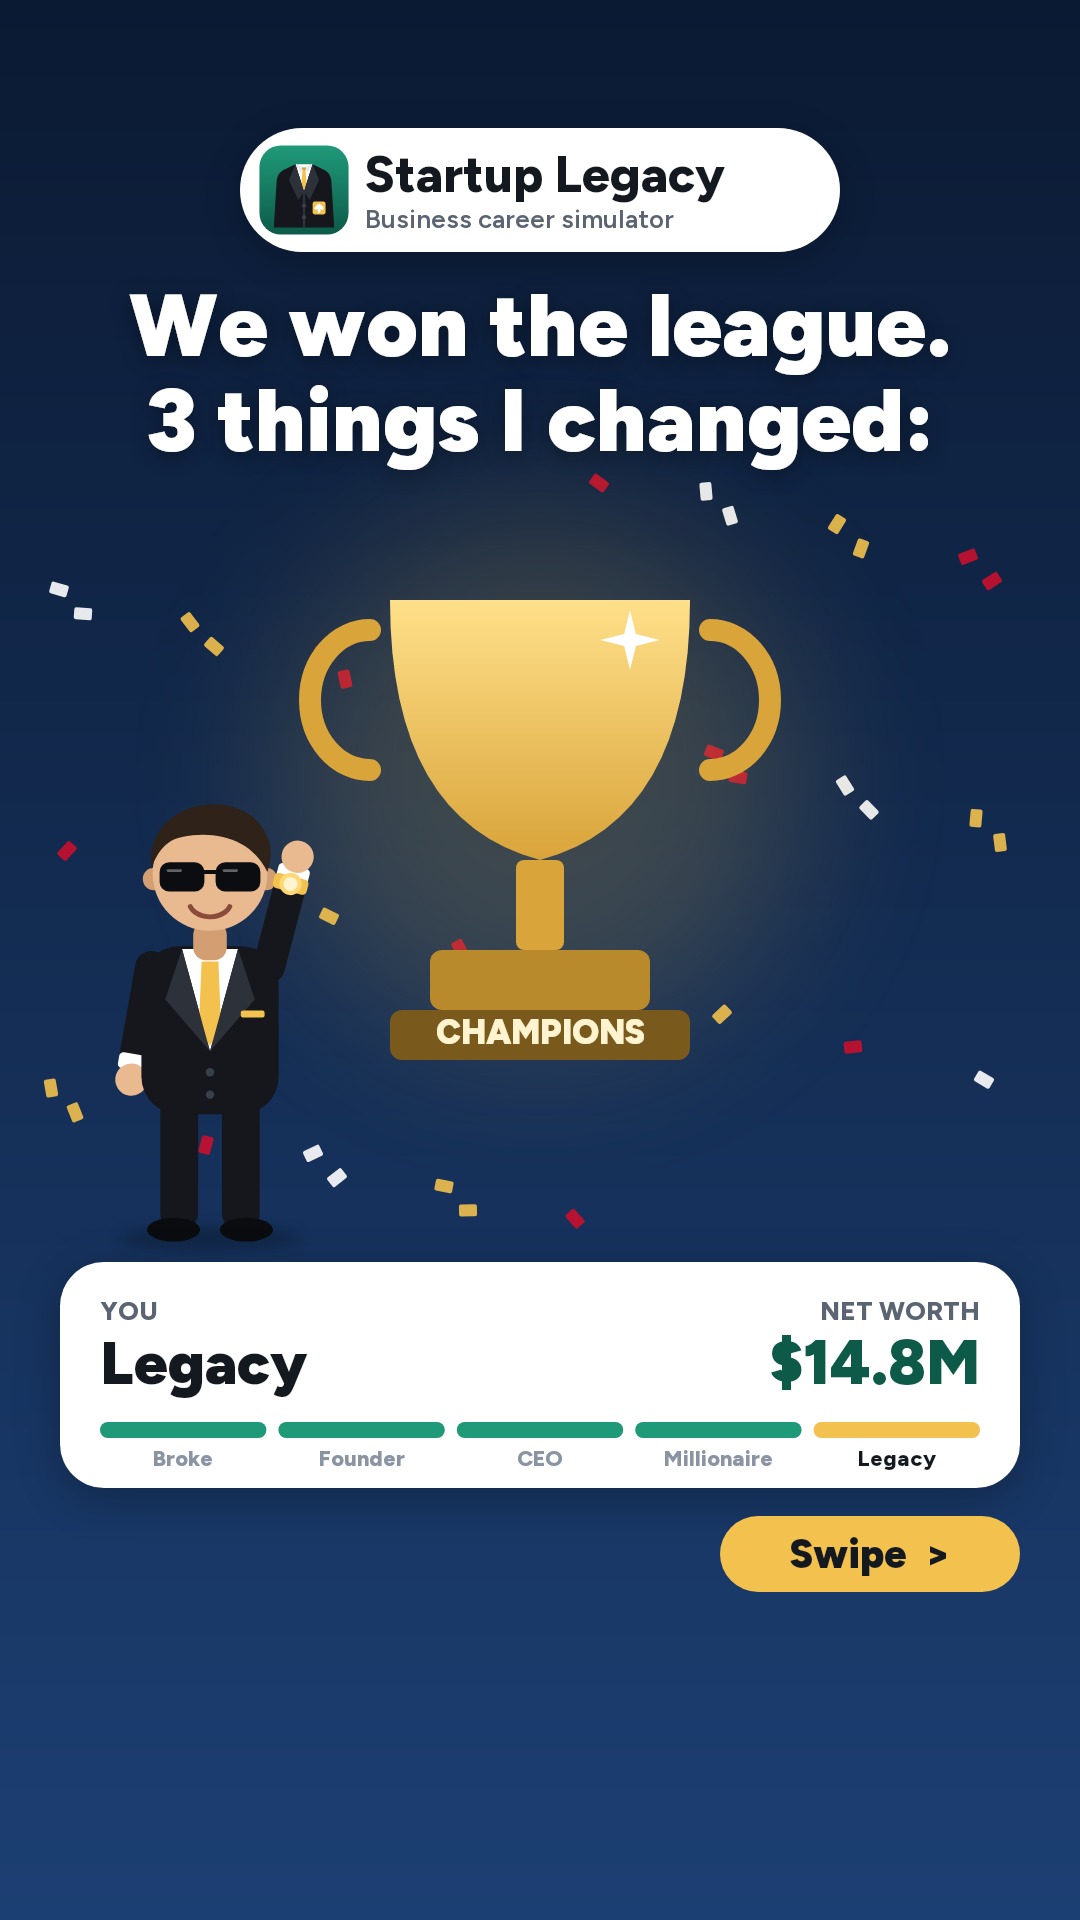 Startup Legacy
Business career simulator
We won the league.
3 things I changed:
CHAMPIONS
YOU
NET WORTH
Legacy
$14.8M
Broke
Founder
CEO
Millionaire
Legacy
Swipe >